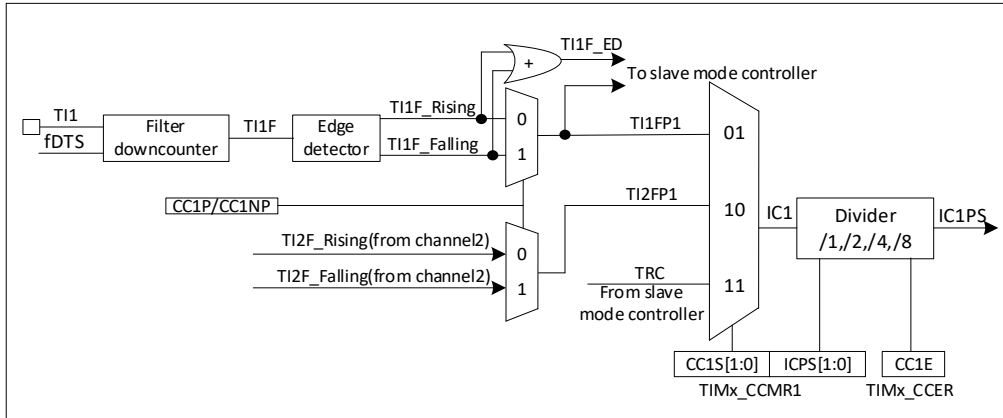 TI1F_ED
+
To slave mode controller
TI1
fDTS
Filter
downcounter
TI1F
Edge
detector
TI1F_Rising
TI1F_Falling
0
1
TI1FP1
01
CC1P/CC1NP
TI2FP1
10
IC1
Divider
/1,/2,/4,/8
IC1PS
TI2F_Rising(from channel2)
TI2F_Falling(from channel2)
0
1
TRC
From slave
mode controller
11
CC1S[1:0]
ICPS[1:0]
CC1E
TIMx_CCMR1
TIMx_CCER